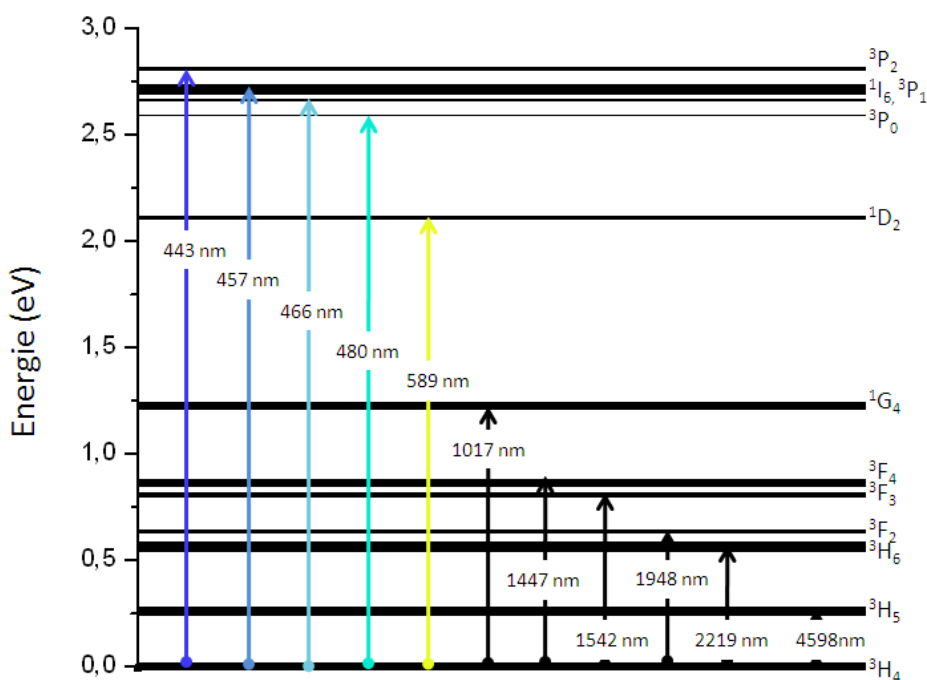 Energie (eV)
3,0
2,5
2,0
1,5
1,0
0,5
0,0
³P₂
¹I₆, ³P₁
³P₀
¹D₂
¹G₄
³F₄
³F₃
³F₂
³H₆
³H₅
³H₄
443 nm
457 nm
466 nm
480 nm
589 nm
1017 nm
1447 nm
1542 nm
1948 nm
2219 nm
4598nm